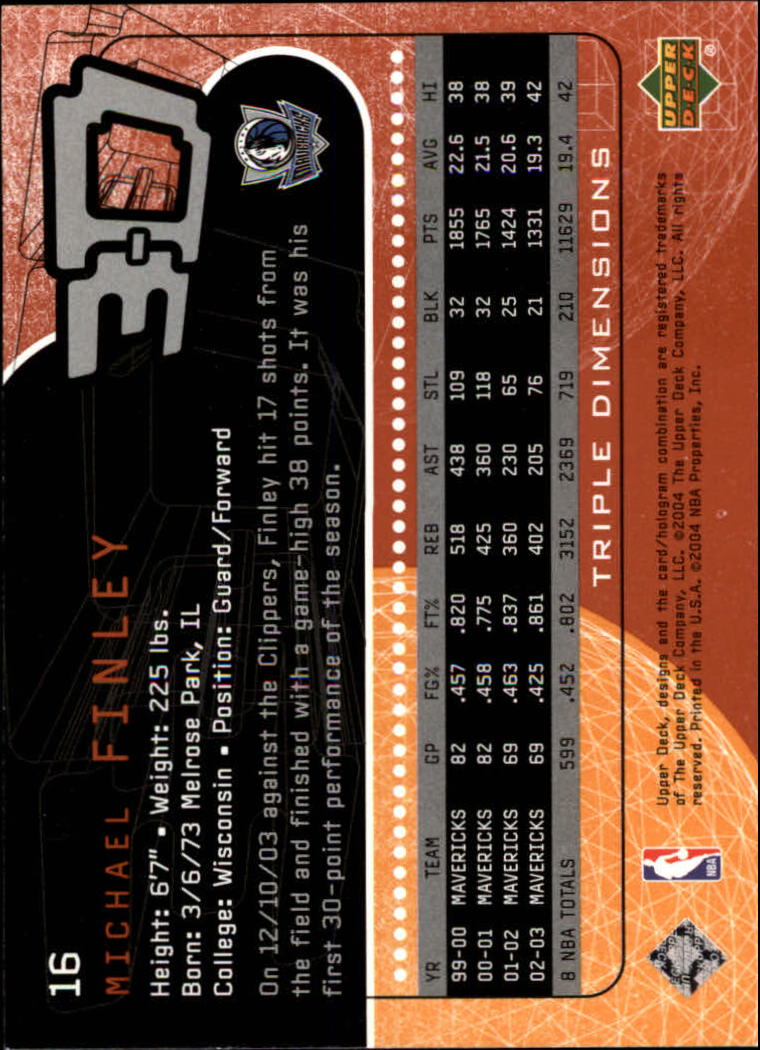 16
3D
MICHAEL FINLEY
Height: 6'7" ▪ Weight: 225 lbs.
Born: 3/6/73 Melrose Park, IL
College: Wisconsin ▪ Position: Guard/Forward
MAVERICKS
On 12/10/03 against the Clippers, Finley hit 17 shots from
the field and finished with a game-high 38 points. It was his
first 30-point performance of the season.
YR TEAM GP FG% FT% REB AST STL BLK PTS AVG HI
99-00 MAVERICKS 82 .457 .820 518 438 109 32 1855 22.6 38
00-01 MAVERICKS 82 .458 .775 425 360 118 32 1765 21.5 38
01-02 MAVERICKS 69 .463 .837 360 230 65 25 1424 20.6 39
02-03 MAVERICKS 69 .425 .861 402 205 76 21 1331 19.3 42
8 NBA TOTALS 599 .452 .802 3152 2369 719 210 11629 19.4 42
TRIPLE DIMENSIONS
NBA
Upper Deck, designs and the card/hologram combination are registered trademarks
of The Upper Deck Company, LLC. ©2004 The Upper Deck Company, LLC. All rights
reserved. Printed in the U.S.A. ©2004 NBA Properties, Inc.
UPPER
DECK
®